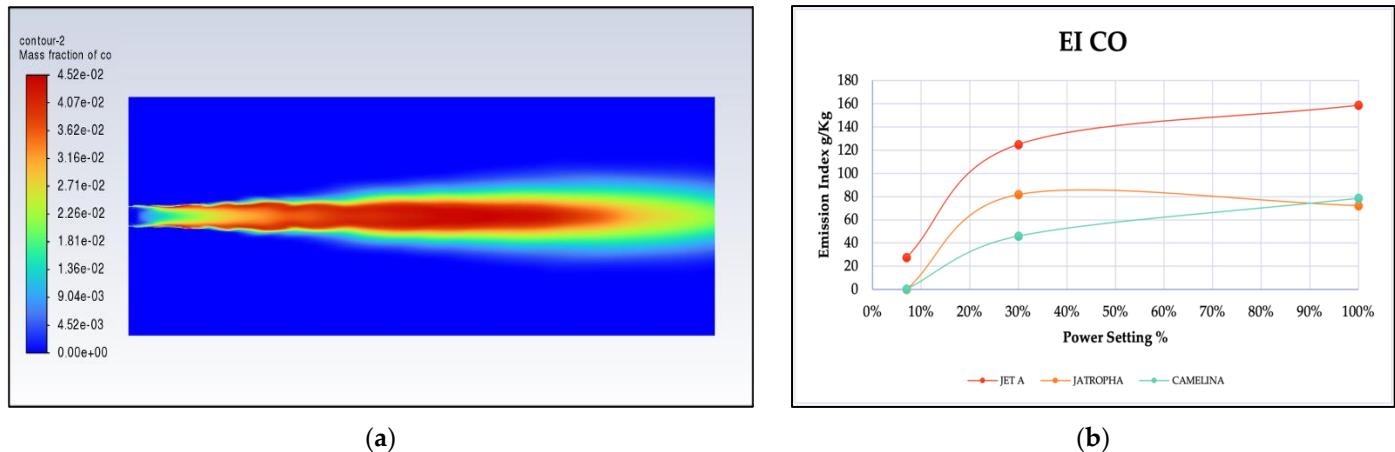 contour-2
Mass fraction of co
4.52e-02
4.07e-02
3.62e-02
3.16e-02
2.71e-02
2.26e-02
1.81e-02
1.36e-02
9.04e-03
4.52e-03
0.00e+00
(a)
EI CO
Emission Index g/Kg
180
160
140
120
100
80
60
40
20
0
0% 10% 20% 30% 40% 50% 60% 70% 80% 90% 100%
Power Setting %
JET A JATROPHA CAMELINA
(b)